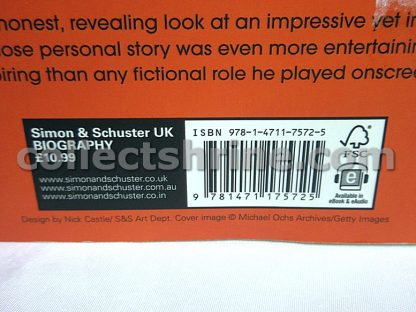 honest, revealing look at an impressive yet
ose personal story was even more entertainin
iring than any fictional role he played onscre
Simon & Schuster UK
BIOGRAPHY
£10.99
www.simonandschuster.co.uk
www.simonandschuster.com.au
www.simonandschuster.co.in
ISBN 978-1-4711-7572-5
9 781471 175725
FSC
e
Available in
eBook & eAudio
collectshrine.com
Design by Nick Castle/ S&S Art Dept. Cover image © Michael Ochs Archives/Getty Images